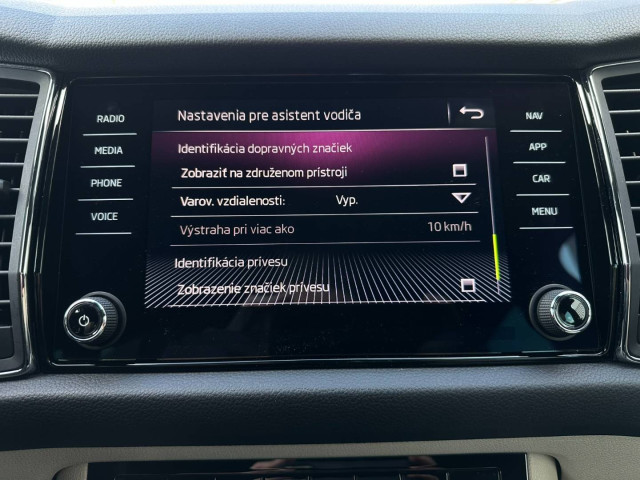 Nastavenia pre asistent vodiča
RADIO
MEDIA
PHONE
VOICE
Identifikácia dopravných značiek
Zobraziť na združenom prístroji
Varov. vzdialenosti: Vyp.
Výstraha pri viac ako 10 km/h
Identifikácia prívesu
Zobrazenie značiek prívesu
NAV
APP
CAR
MENU